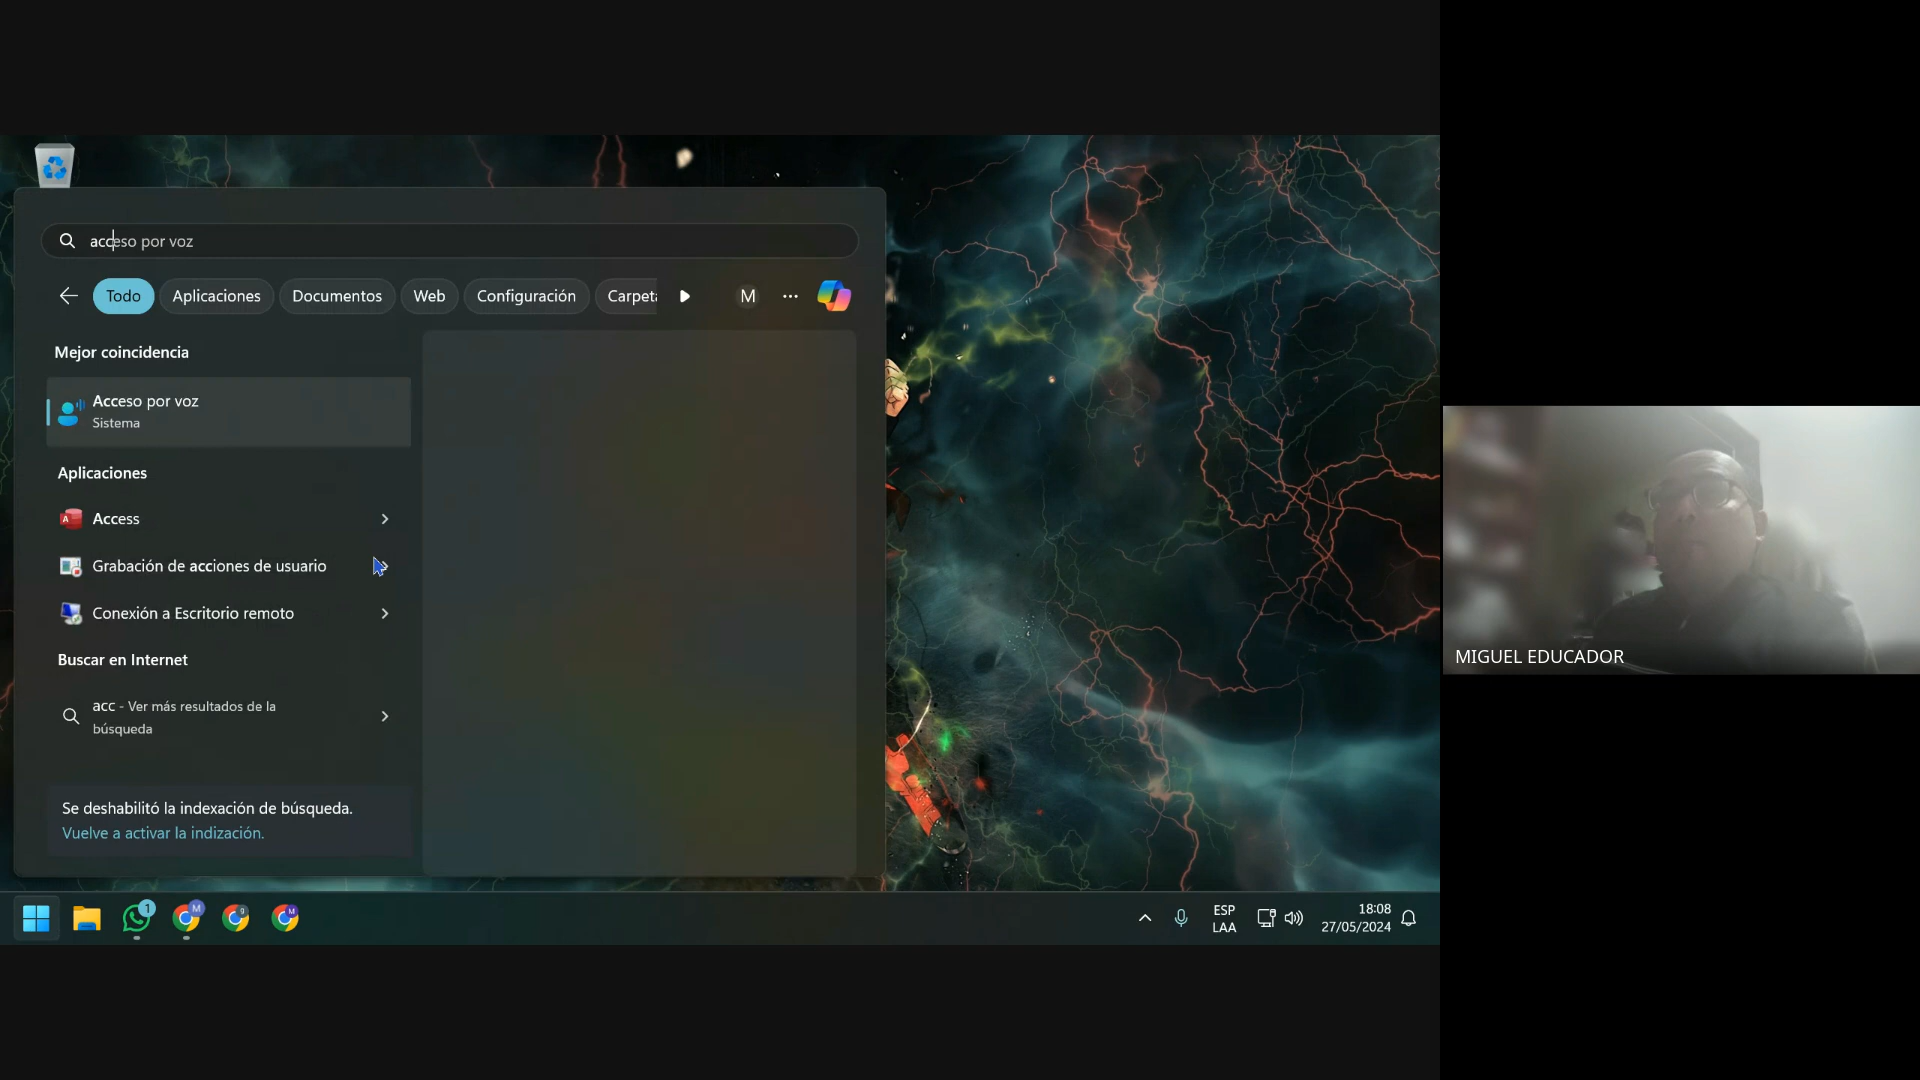 acceso por voz
Todo Aplicaciones Documentos Web Configuración Carpeta M ...
Mejor coincidencia
Acceso por voz
Sistema
Aplicaciones
Access
Grabación de acciones de usuario
Conexión a Escritorio remoto
Buscar en Internet
acc - Ver más resultados de la
búsqueda
Se deshabilitó la indexación de búsqueda.
Vuelve a activar la indización.
1 M g M
ESP
LAA
18:08
27/05/2024
MIGUEL EDUCADOR